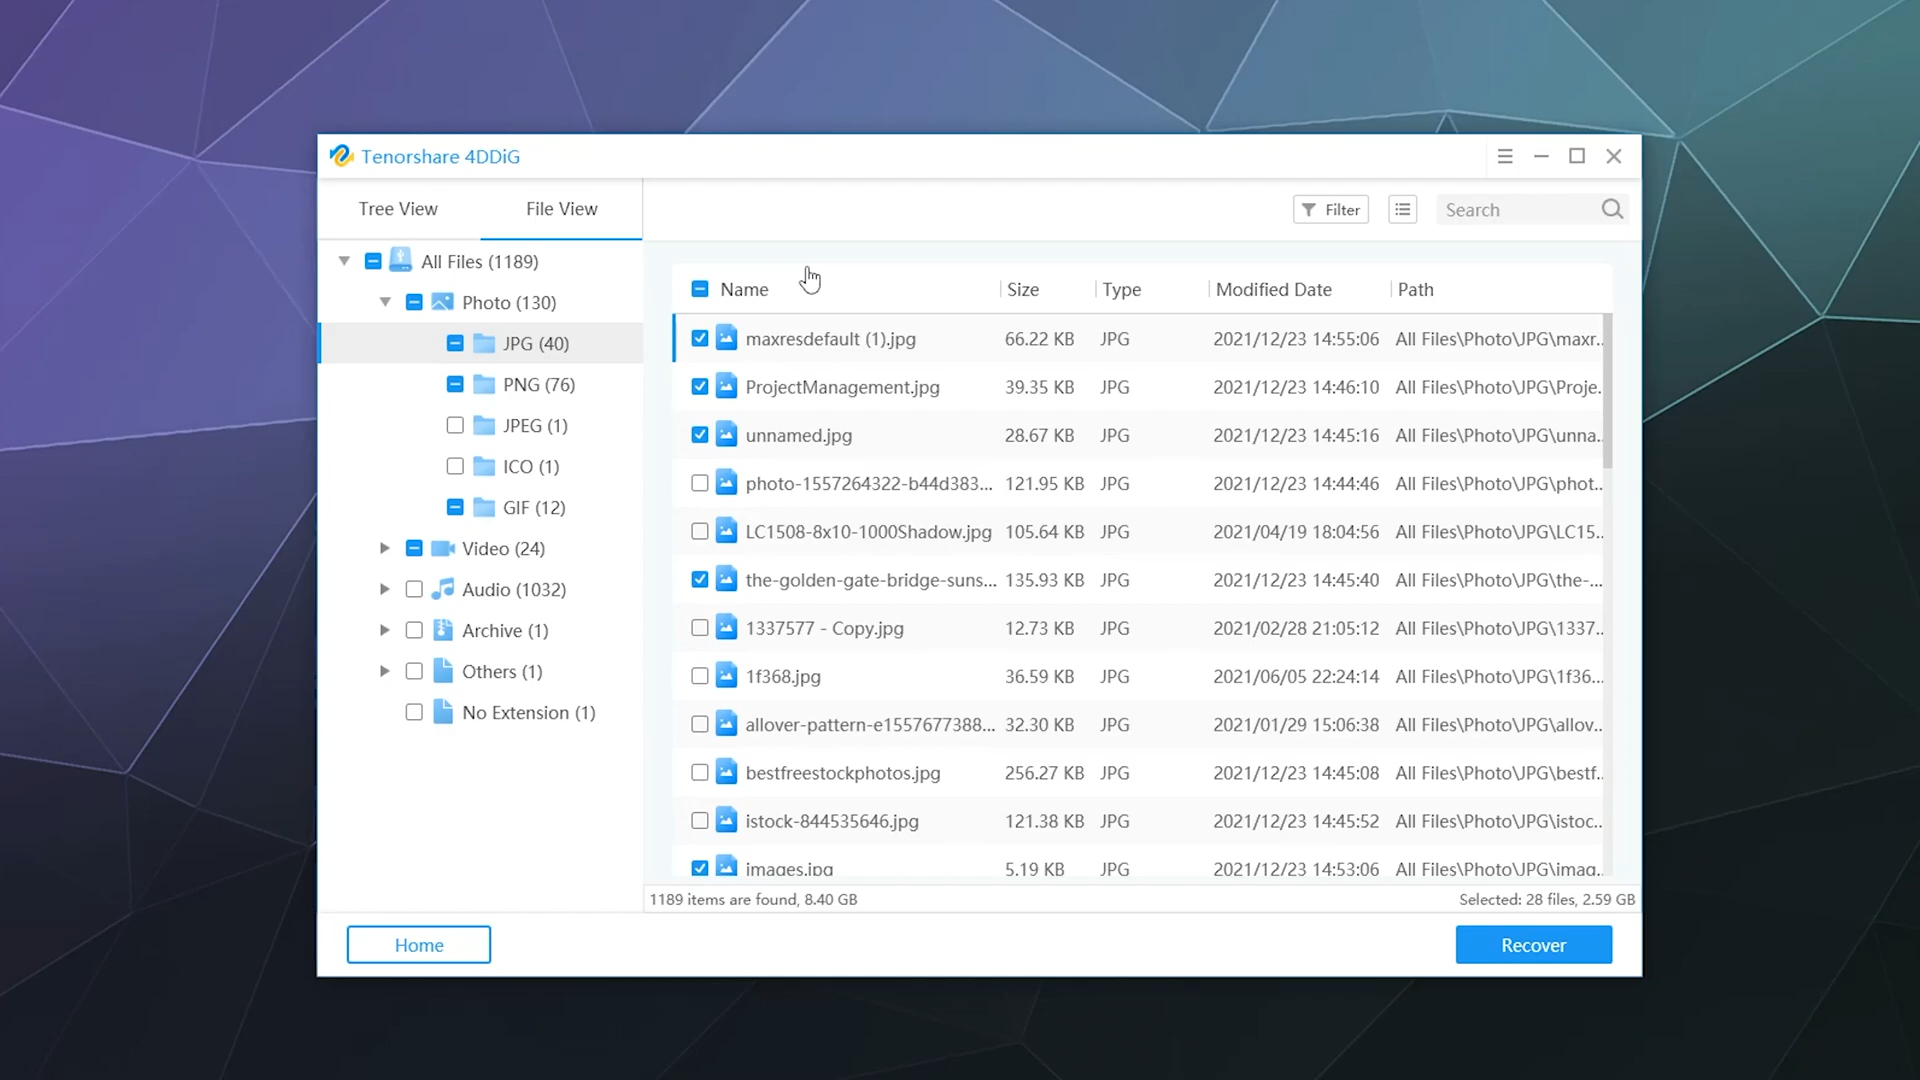 Tenorshare 4DDiG
Tree View File View
Filter Search
All Files (1189)
Photo (130)
JPG (40)
PNG (76)
JPEG (1)
ICO (1)
GIF (12)
Video (24)
Audio (1032)
Archive (1)
Others (1)
No Extension (1)
Name Size Type Modified Date Path
maxresdefault (1).jpg 66.22 KB JPG 2021/12/23 14:55:06 All Files\Photo\JPG\maxr...
ProjectManagement.jpg 39.35 KB JPG 2021/12/23 14:46:10 All Files\Photo\JPG\Proje...
unnamed.jpg 28.67 KB JPG 2021/12/23 14:45:16 All Files\Photo\JPG\unna...
photo-1557264322-b44d383... 121.95 KB JPG 2021/12/23 14:44:46 All Files\Photo\JPG\phot...
LC1508-8x10-1000Shadow.jpg 105.64 KB JPG 2021/04/19 18:04:56 All Files\Photo\JPG\LC15...
the-golden-gate-bridge-suns... 135.93 KB JPG 2021/12/23 14:45:40 All Files\Photo\JPG\the-...
1337577 - Copy.jpg 12.73 KB JPG 2021/02/28 21:05:12 All Files\Photo\JPG\1337...
1f368.jpg 36.59 KB JPG 2021/06/05 22:24:14 All Files\Photo\JPG\1f36...
allover-pattern-e1557677388... 32.30 KB JPG 2021/01/29 15:06:38 All Files\Photo\JPG\allov...
bestfreestockphotos.jpg 256.27 KB JPG 2021/12/23 14:45:08 All Files\Photo\JPG\bestf...
istock-844535646.jpg 121.38 KB JPG 2021/12/23 14:45:52 All Files\Photo\JPG\istoc...
images.jpg 5.19 KB JPG 2021/12/23 14:53:06 All Files\Photo\JPG\imag...
1189 items are found, 8.40 GB Selected: 28 files, 2.59 GB
Home Recover